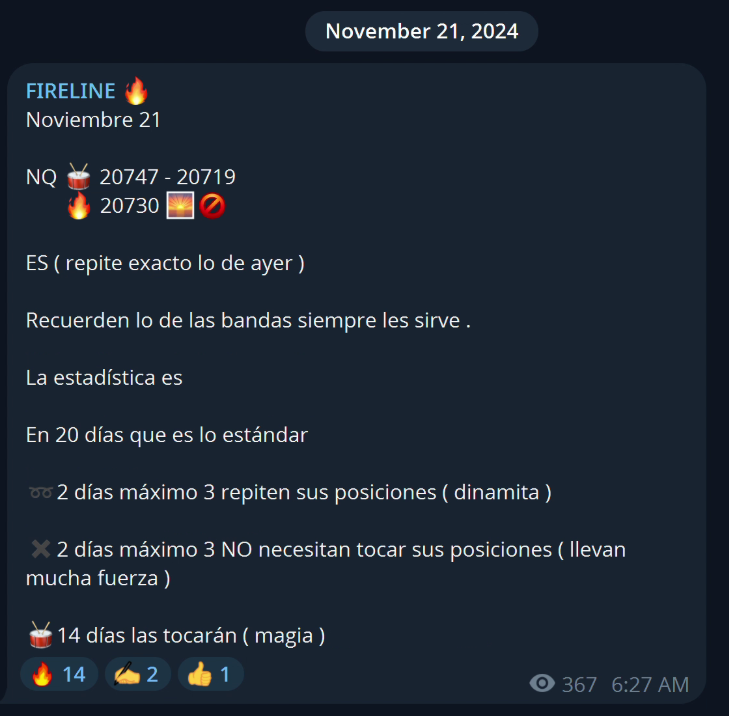 November 21, 2024
FIRELINE 🔥
Noviembre 21
NQ 🥁 20747 - 20719
🔥 20730 🌅 🚫
ES ( repite exacto lo de ayer )
Recuerden lo de las bandas siempre les sirve .
La estadística es
En 20 días que es lo estándar
➿ 2 días máximo 3 repiten sus posiciones ( dinamita )
✖️ 2 días máximo 3 NO necesitan tocar sus posiciones ( llevan
mucha fuerza )
🥁 14 días las tocarán ( magia )
🔥 14 ✍️ 2 👍 1
367 6:27 AM